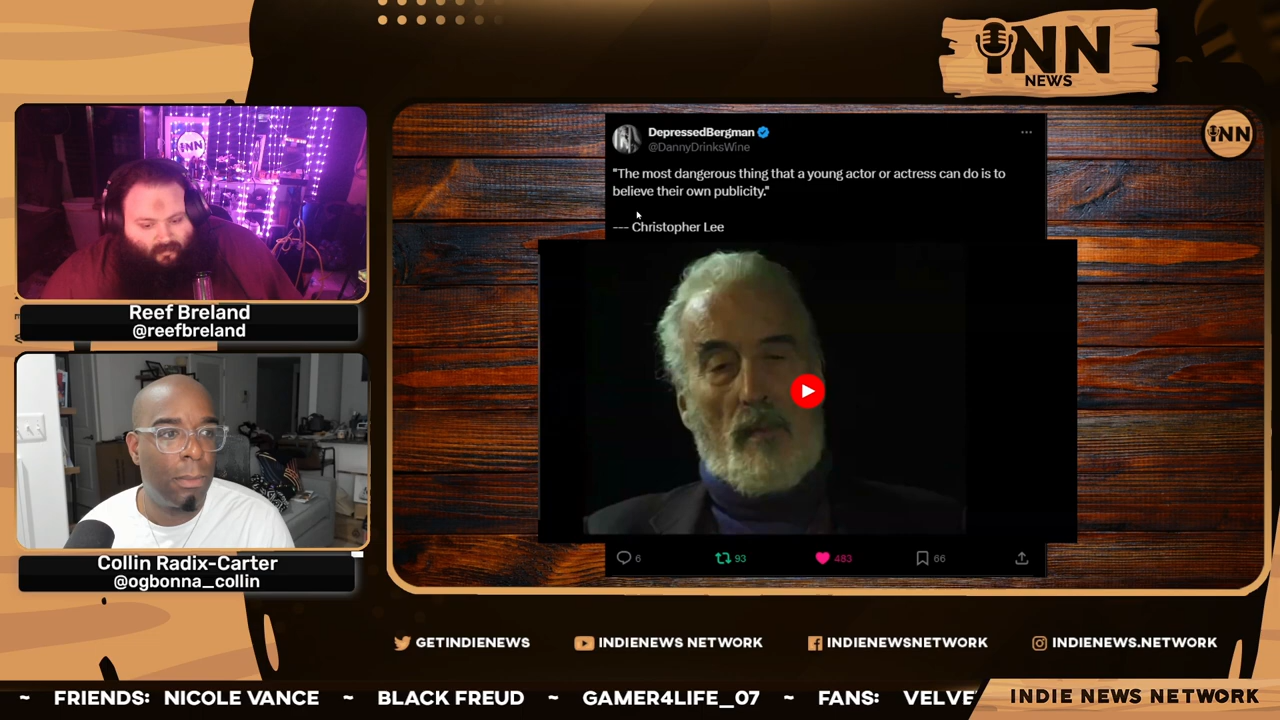 iNN
NEWS
iNN
iNN
DepressedBergman
@DannyDrinksWine
"The most dangerous thing that a young actor or actress can do is to
believe their own publicity."
--- Christopher Lee
6
93
483
66
Reef Breland
@reefbreland
Collin Radix-Carter
@ogbonna_collin
GETINDIENEWS
INDIENEWS NETWORK
INDIENEWSNETWORK
INDIENEWS.NETWORK
~ FRIENDS: NICOLE VANCE ~ BLACK FREUD ~ GAMER4LIFE_07 ~ FANS: VELVE
INDIE NEWS NETWORK